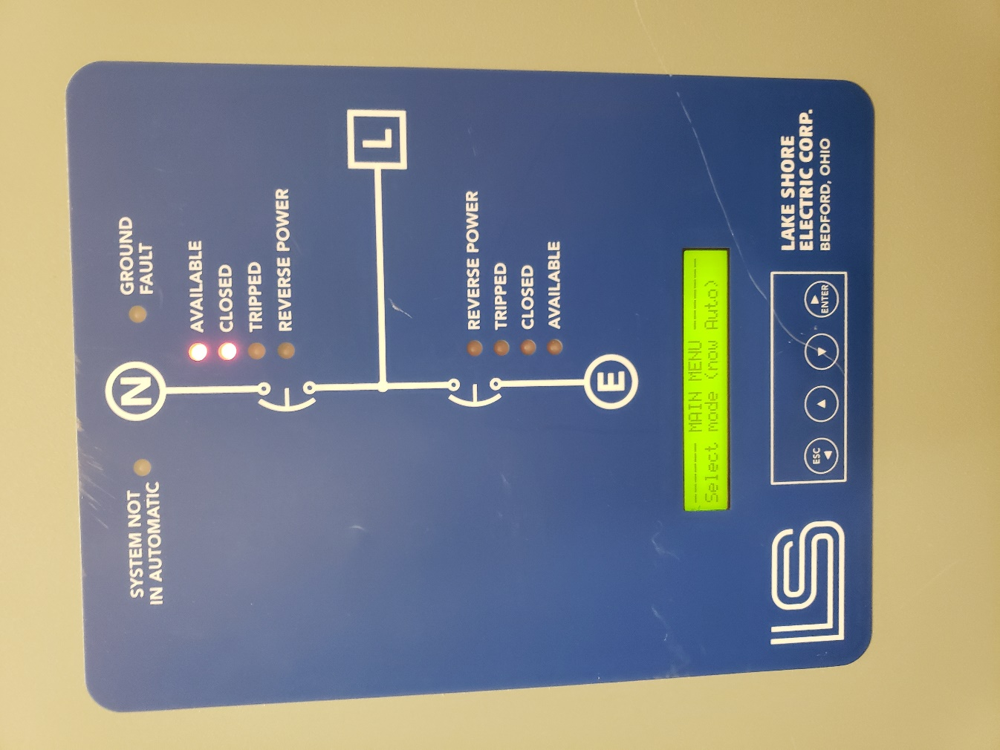 SYSTEM NOT
IN AUTOMATIC
GROUND
FAULT
N
AVAILABLE
CLOSED
TRIPPED
REVERSE POWER
L
REVERSE POWER
TRIPPED
CLOSED
AVAILABLE
E
------ MAIN MENU ------
Select mode (now Auto)
LS
ESC
ENTER
LAKE SHORE
ELECTRIC CORP.
BEDFORD, OHIO